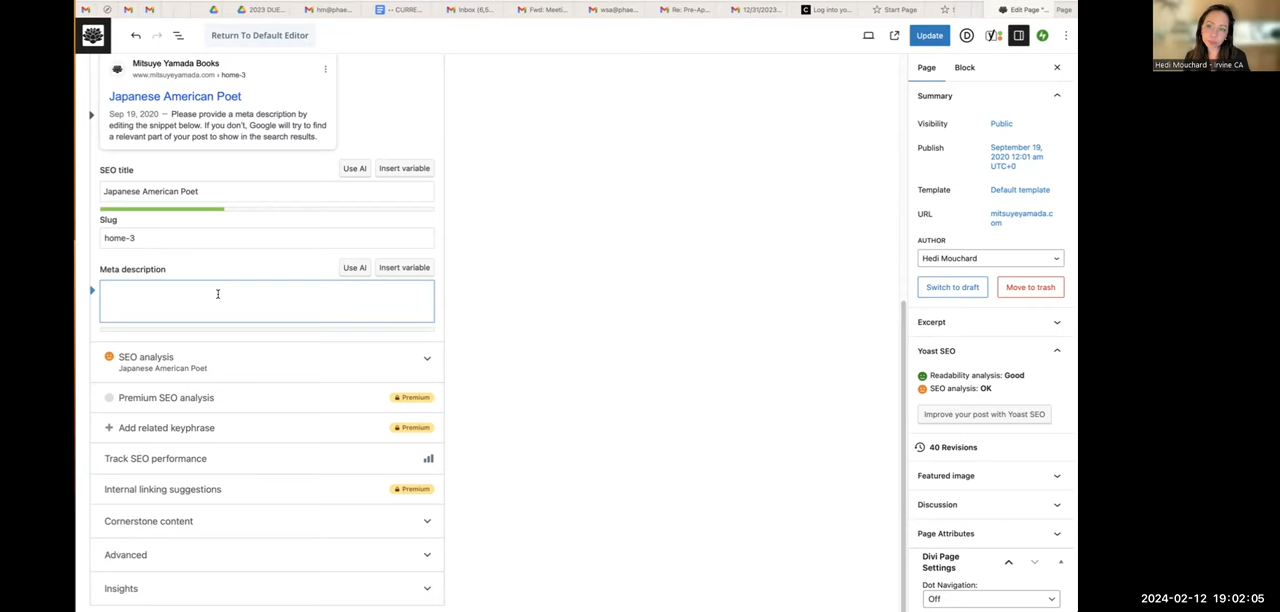 2023 DUE...
hm@phae...
-- CURRE...
Inbox (6,5...
Fwd: Meeti...
wsa@phae...
Re: Pre-Ap...
12/31/2023...
Log into yo...
Start Page
Edit Page "...
Page
Return To Default Editor
Update
Hedi Mouchard - Irvine CA
Mitsuye Yamada Books
www.mitsuyeyamada.com › home-3
Japanese American Poet
Sep 19, 2020 — Please provide a meta description by
editing the snippet below. If you don't, Google will try to find
a relevant part of your post to show in the search results.
SEO title
Use AI
Insert variable
Japanese American Poet
Slug
home-3
Meta description
Use AI
Insert variable
SEO analysis
Japanese American Poet
Premium SEO analysis
Premium
Add related keyphrase
Premium
Track SEO performance
Internal linking suggestions
Premium
Cornerstone content
Advanced
Insights
Page
Block
Summary
Visibility
Public
Publish
September 19,
2020 12:01 am
UTC+0
Template
Default template
URL
mitsuyeyamada.c
om
AUTHOR
Hedi Mouchard
Switch to draft
Move to trash
Excerpt
Yoast SEO
Readability analysis: Good
SEO analysis: OK
Improve your post with Yoast SEO
40 Revisions
Featured image
Discussion
Page Attributes
Divi Page
Settings
Dot Navigation:
Off
2024-02-12 19:02:05